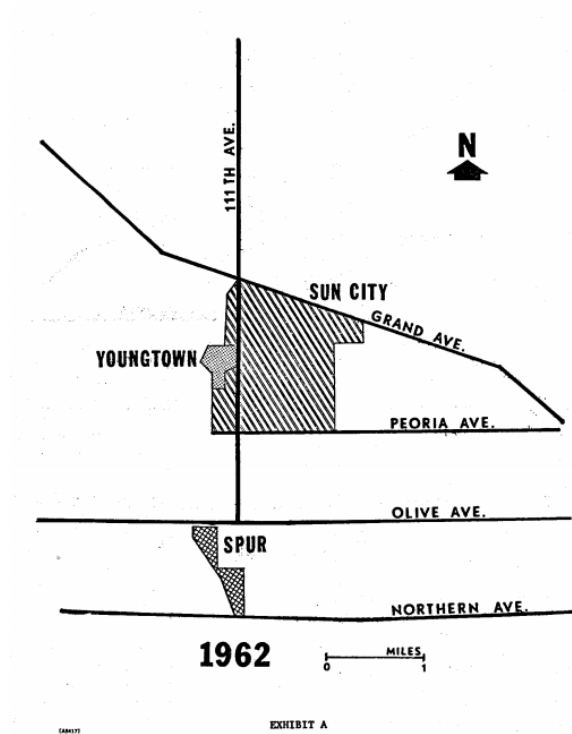 111TH AVE.
N
SUN CITY
GRAND AVE.
YOUNGTOWN
PEORIA AVE.
OLIVE AVE.
SPUR
NORTHERN AVE.
1962
MILES
0 1
EXHIBIT A